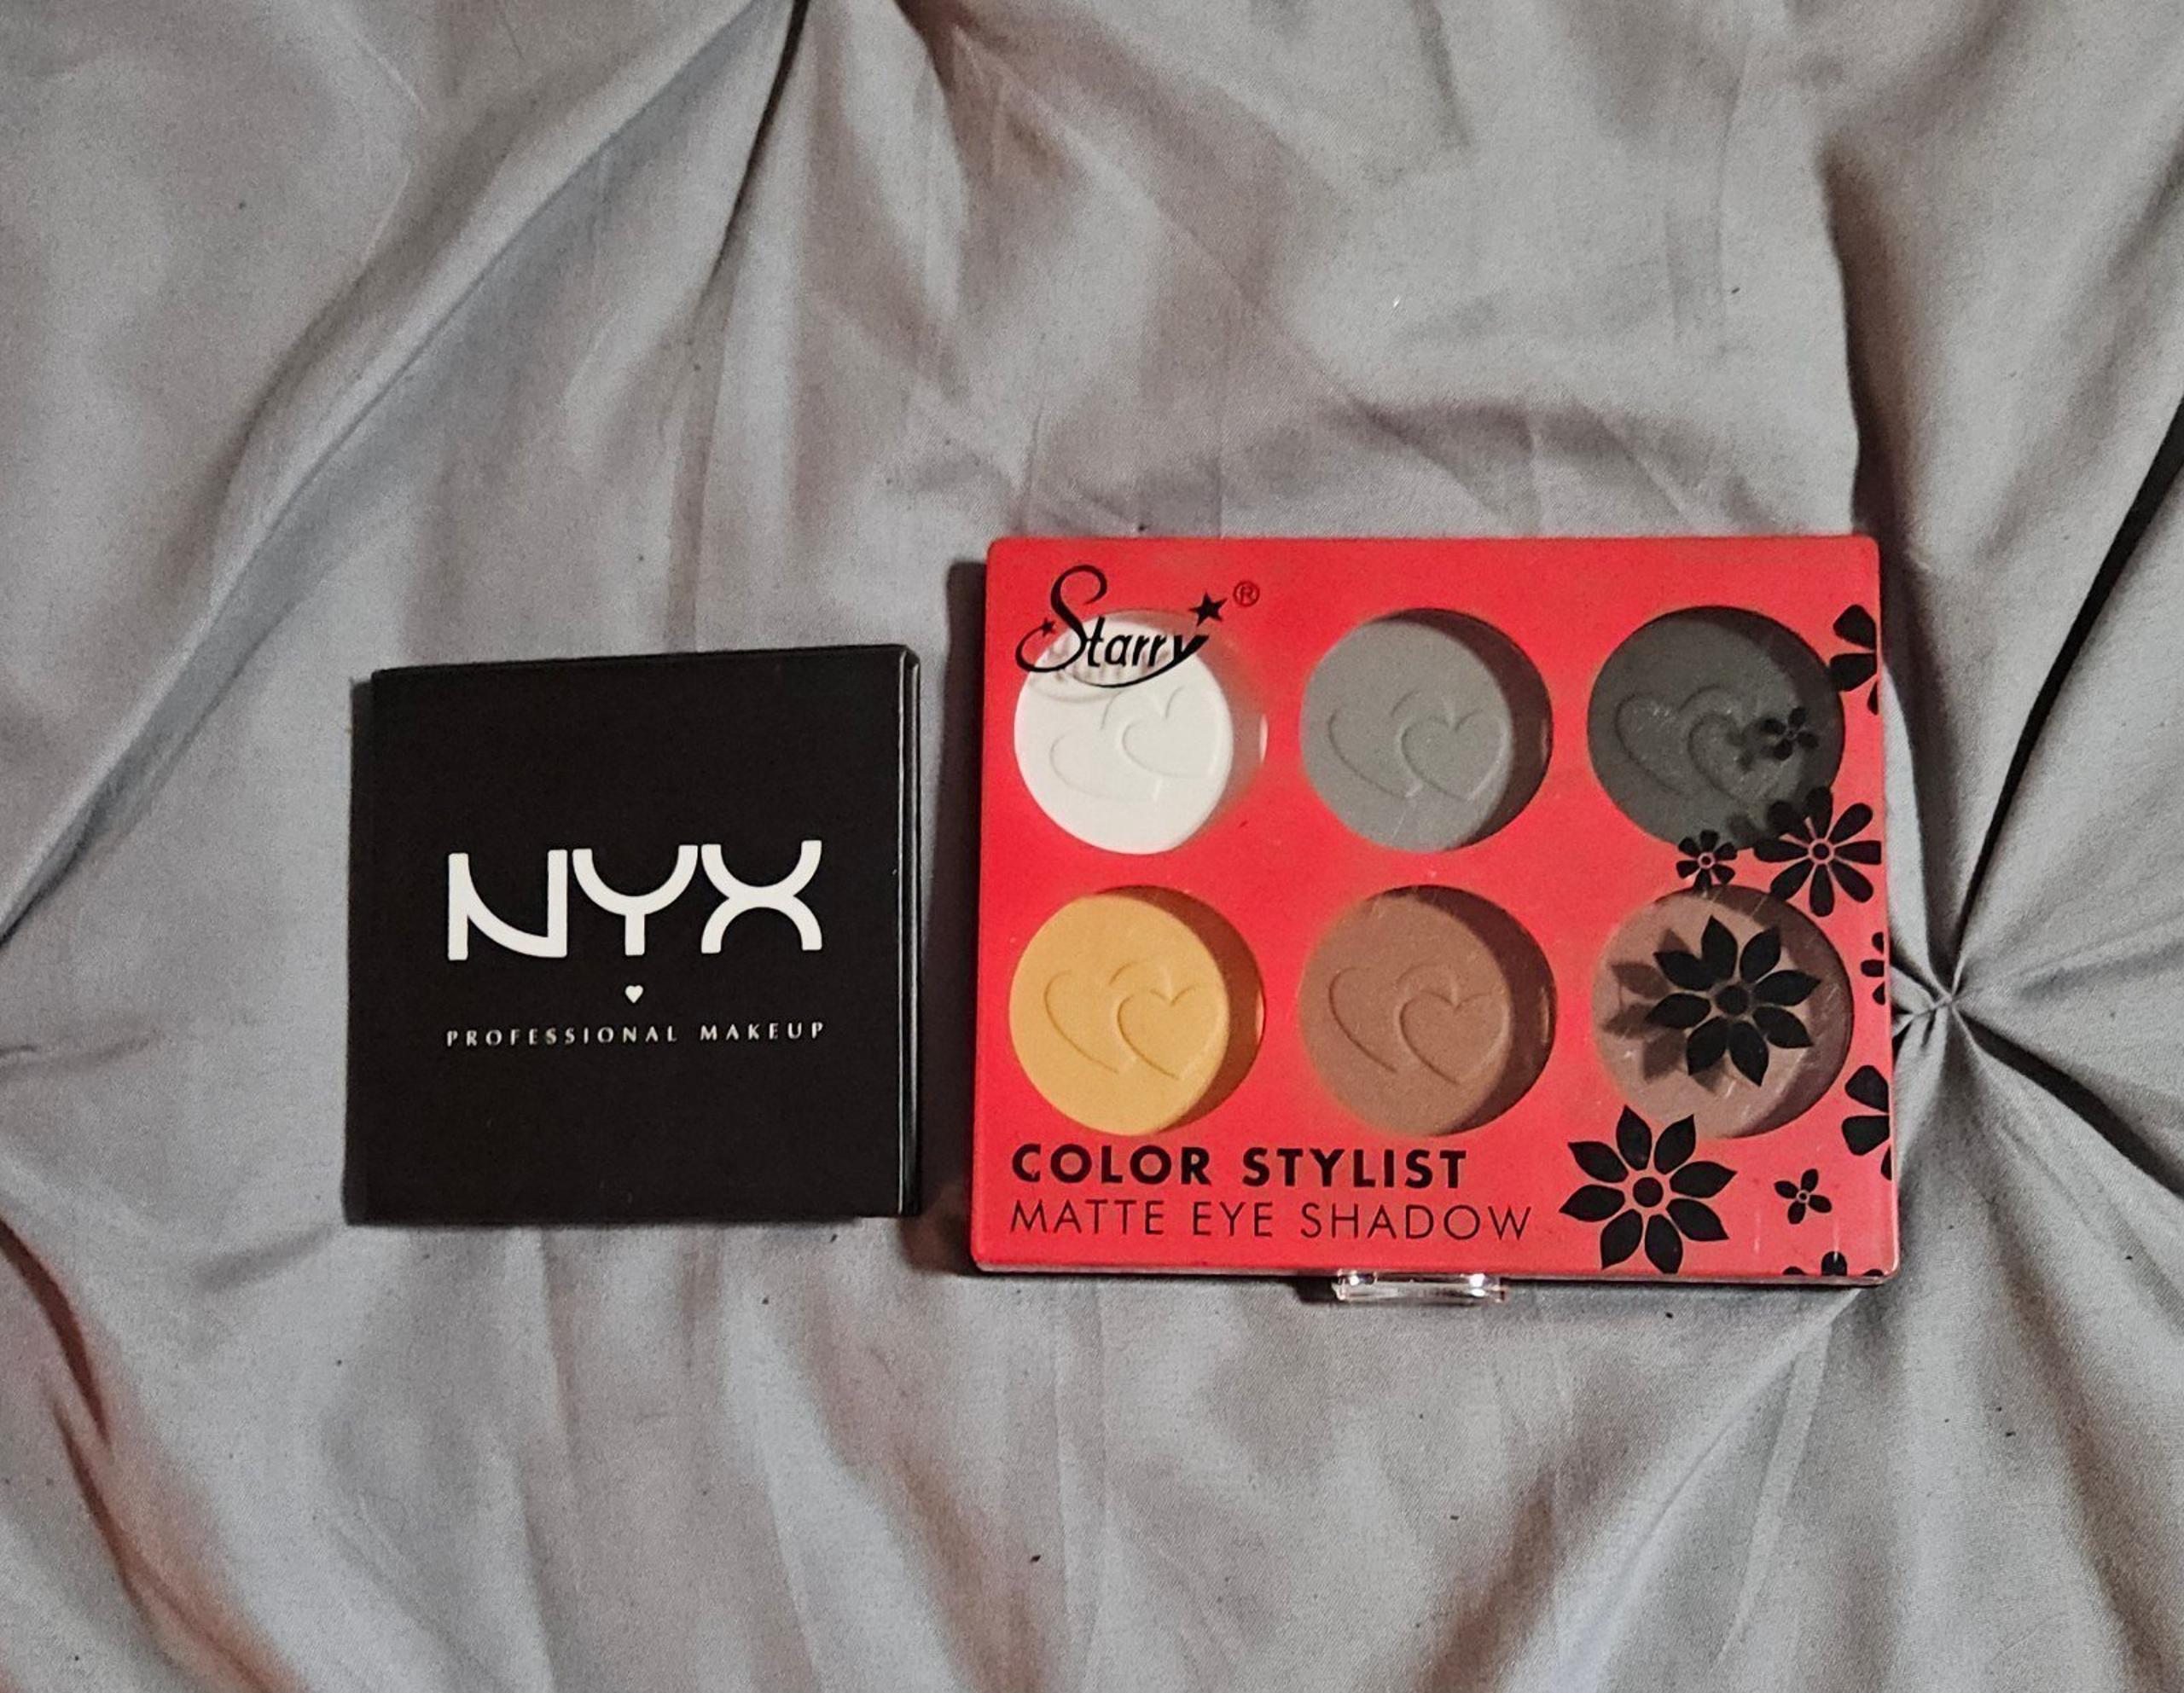 NYX
PROFESSIONAL MAKEUP
Starry®
COLOR STYLIST
MATTE EYE SHADOW